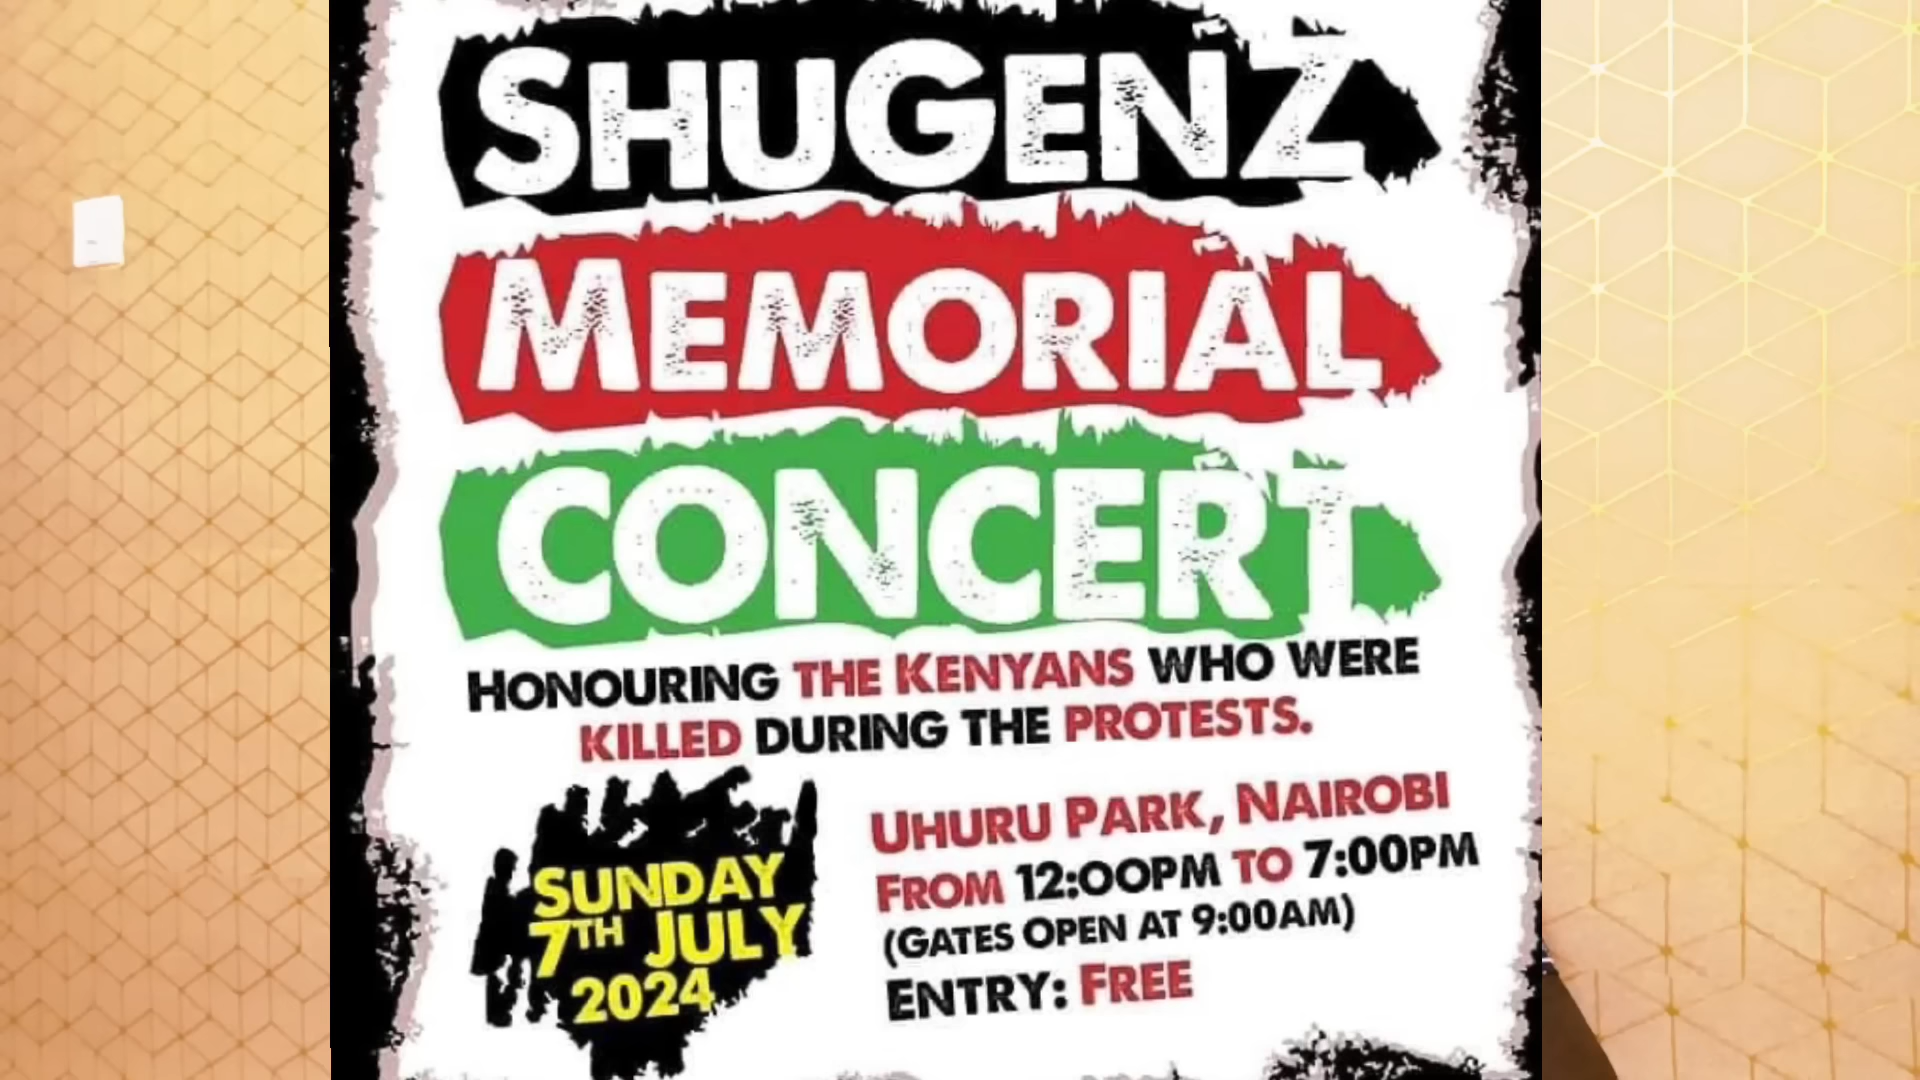 SHUGENZ
MEMORIAL
CONCERT
HONOURING THE KENYANS WHO WERE
KILLED DURING THE PROTESTS.
SUNDAY
7TH JULY
2024
UHURU PARK, NAIROBI
FROM 12:00PM TO 7:00PM
(GATES OPEN AT 9:00AM)
ENTRY: FREE